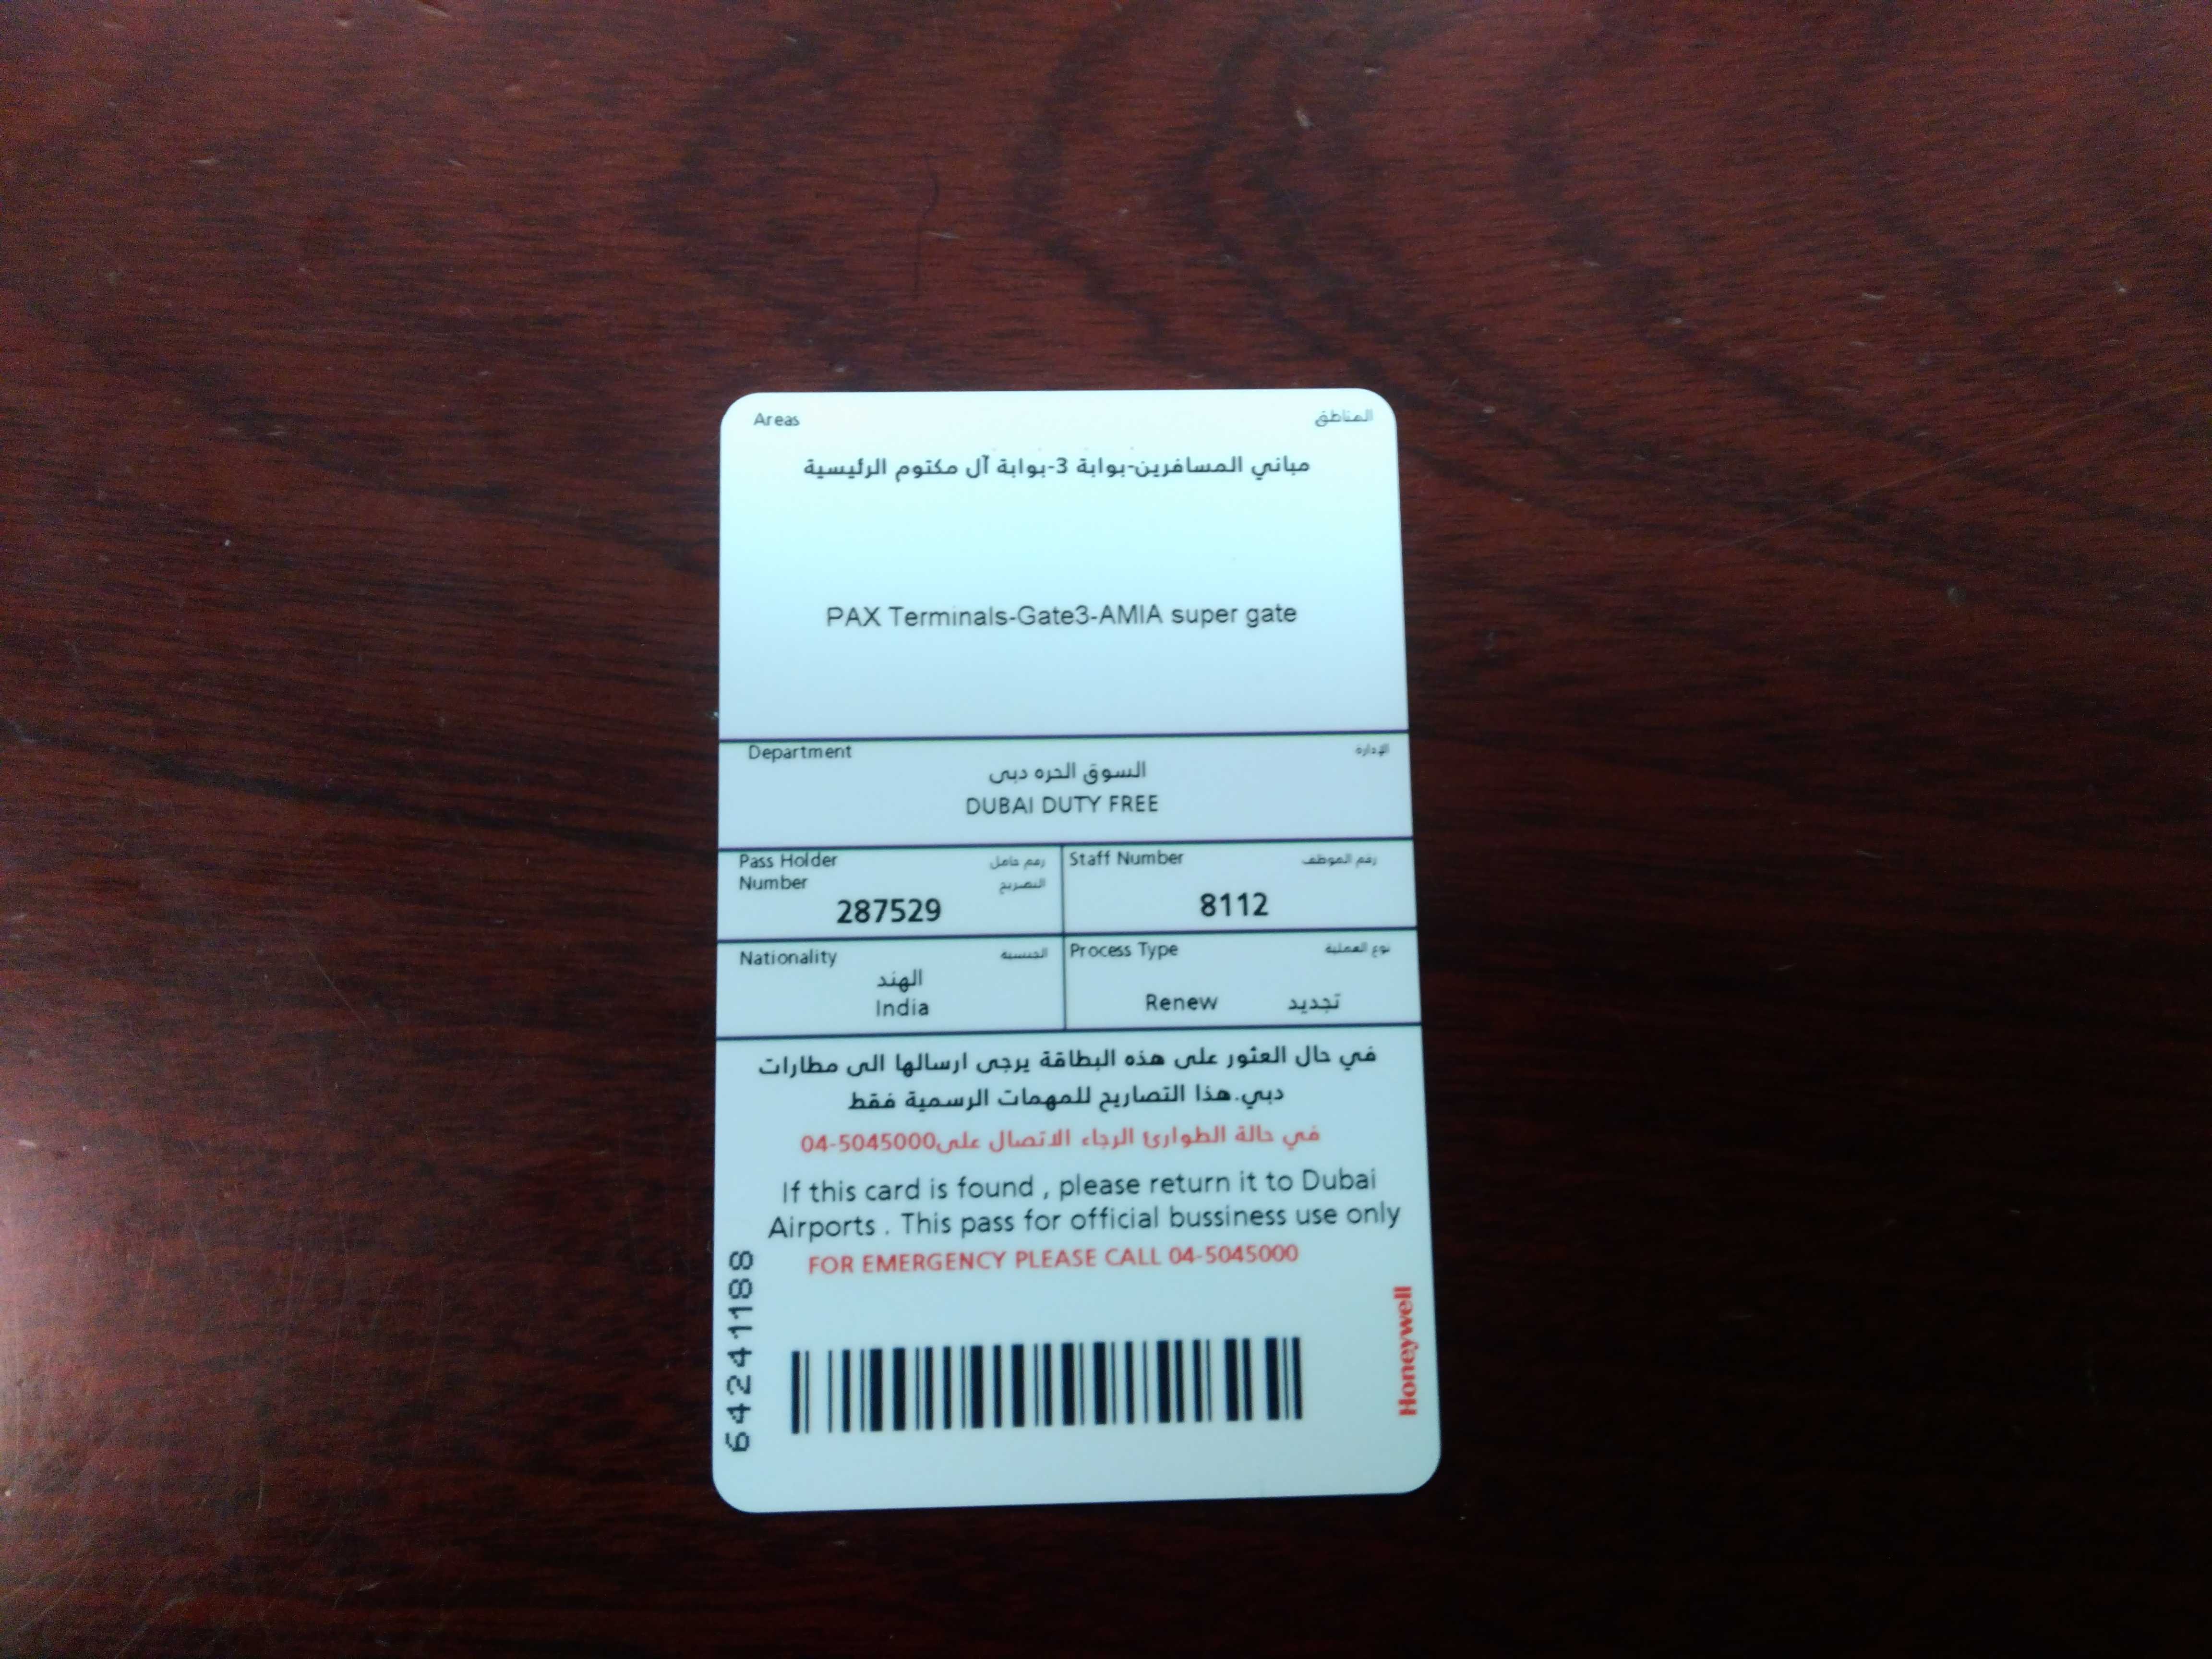 Areas المناطق
مباني المسافرين-بوابة 3-بوابة آل مكتوم الرئيسية
PAX Terminals-Gate3-AMIA super gate
Department الإدارة
السوق الحره دبى
DUBAI DUTY FREE
Pass Holder رقم حامل
Number التصريح
287529
Staff Number رقم الموظف
8112
Nationality الجنسية
الهند
India
Process Type نوع العملية
Renew تجديد
في حال العثور على هذه البطاقة يرجى ارسالها الى مطارات
دبي.هذا التصاريح للمهمات الرسمية فقط
في حالة الطوارئ الرجاء الاتصال على04-5045000
If this card is found , please return it to Dubai
Airports . This pass for official bussiness use only
FOR EMERGENCY PLEASE CALL 04-5045000
64241188
Honeywell